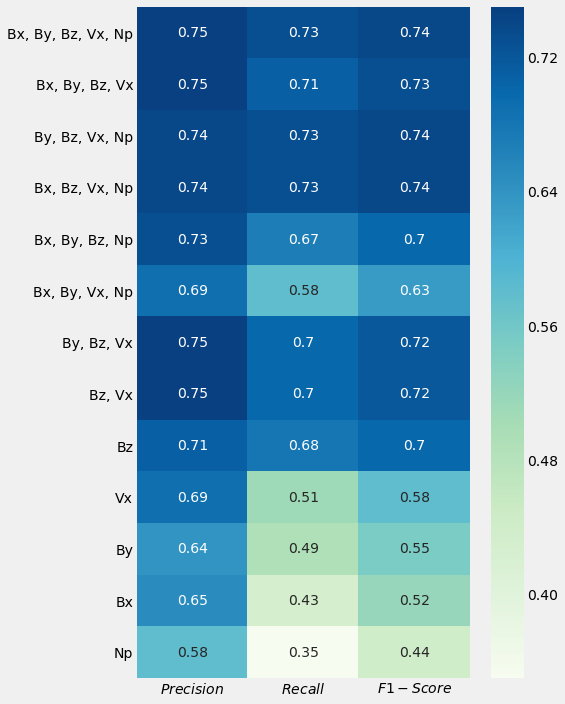 Bx, By, Bz, Vx, Np 0.75 0.73 0.74
0.72
Bx, By, Bz, Vx 0.75 0.71 0.73
By, Bz, Vx, Np 0.74 0.73 0.74
Bx, Bz, Vx, Np 0.74 0.73 0.74
0.64
Bx, By, Bz, Np 0.73 0.67 0.7
Bx, By, Vx, Np 0.69 0.58 0.63
0.56
By, Bz, Vx 0.75 0.7 0.72
Bz, Vx 0.75 0.7 0.72
Bz 0.71 0.68 0.7
0.48
Vx 0.69 0.51 0.58
By 0.64 0.49 0.55
Bx 0.65 0.43 0.52
0.40
Np 0.58 0.35 0.44
Precision Recall F1 − Score